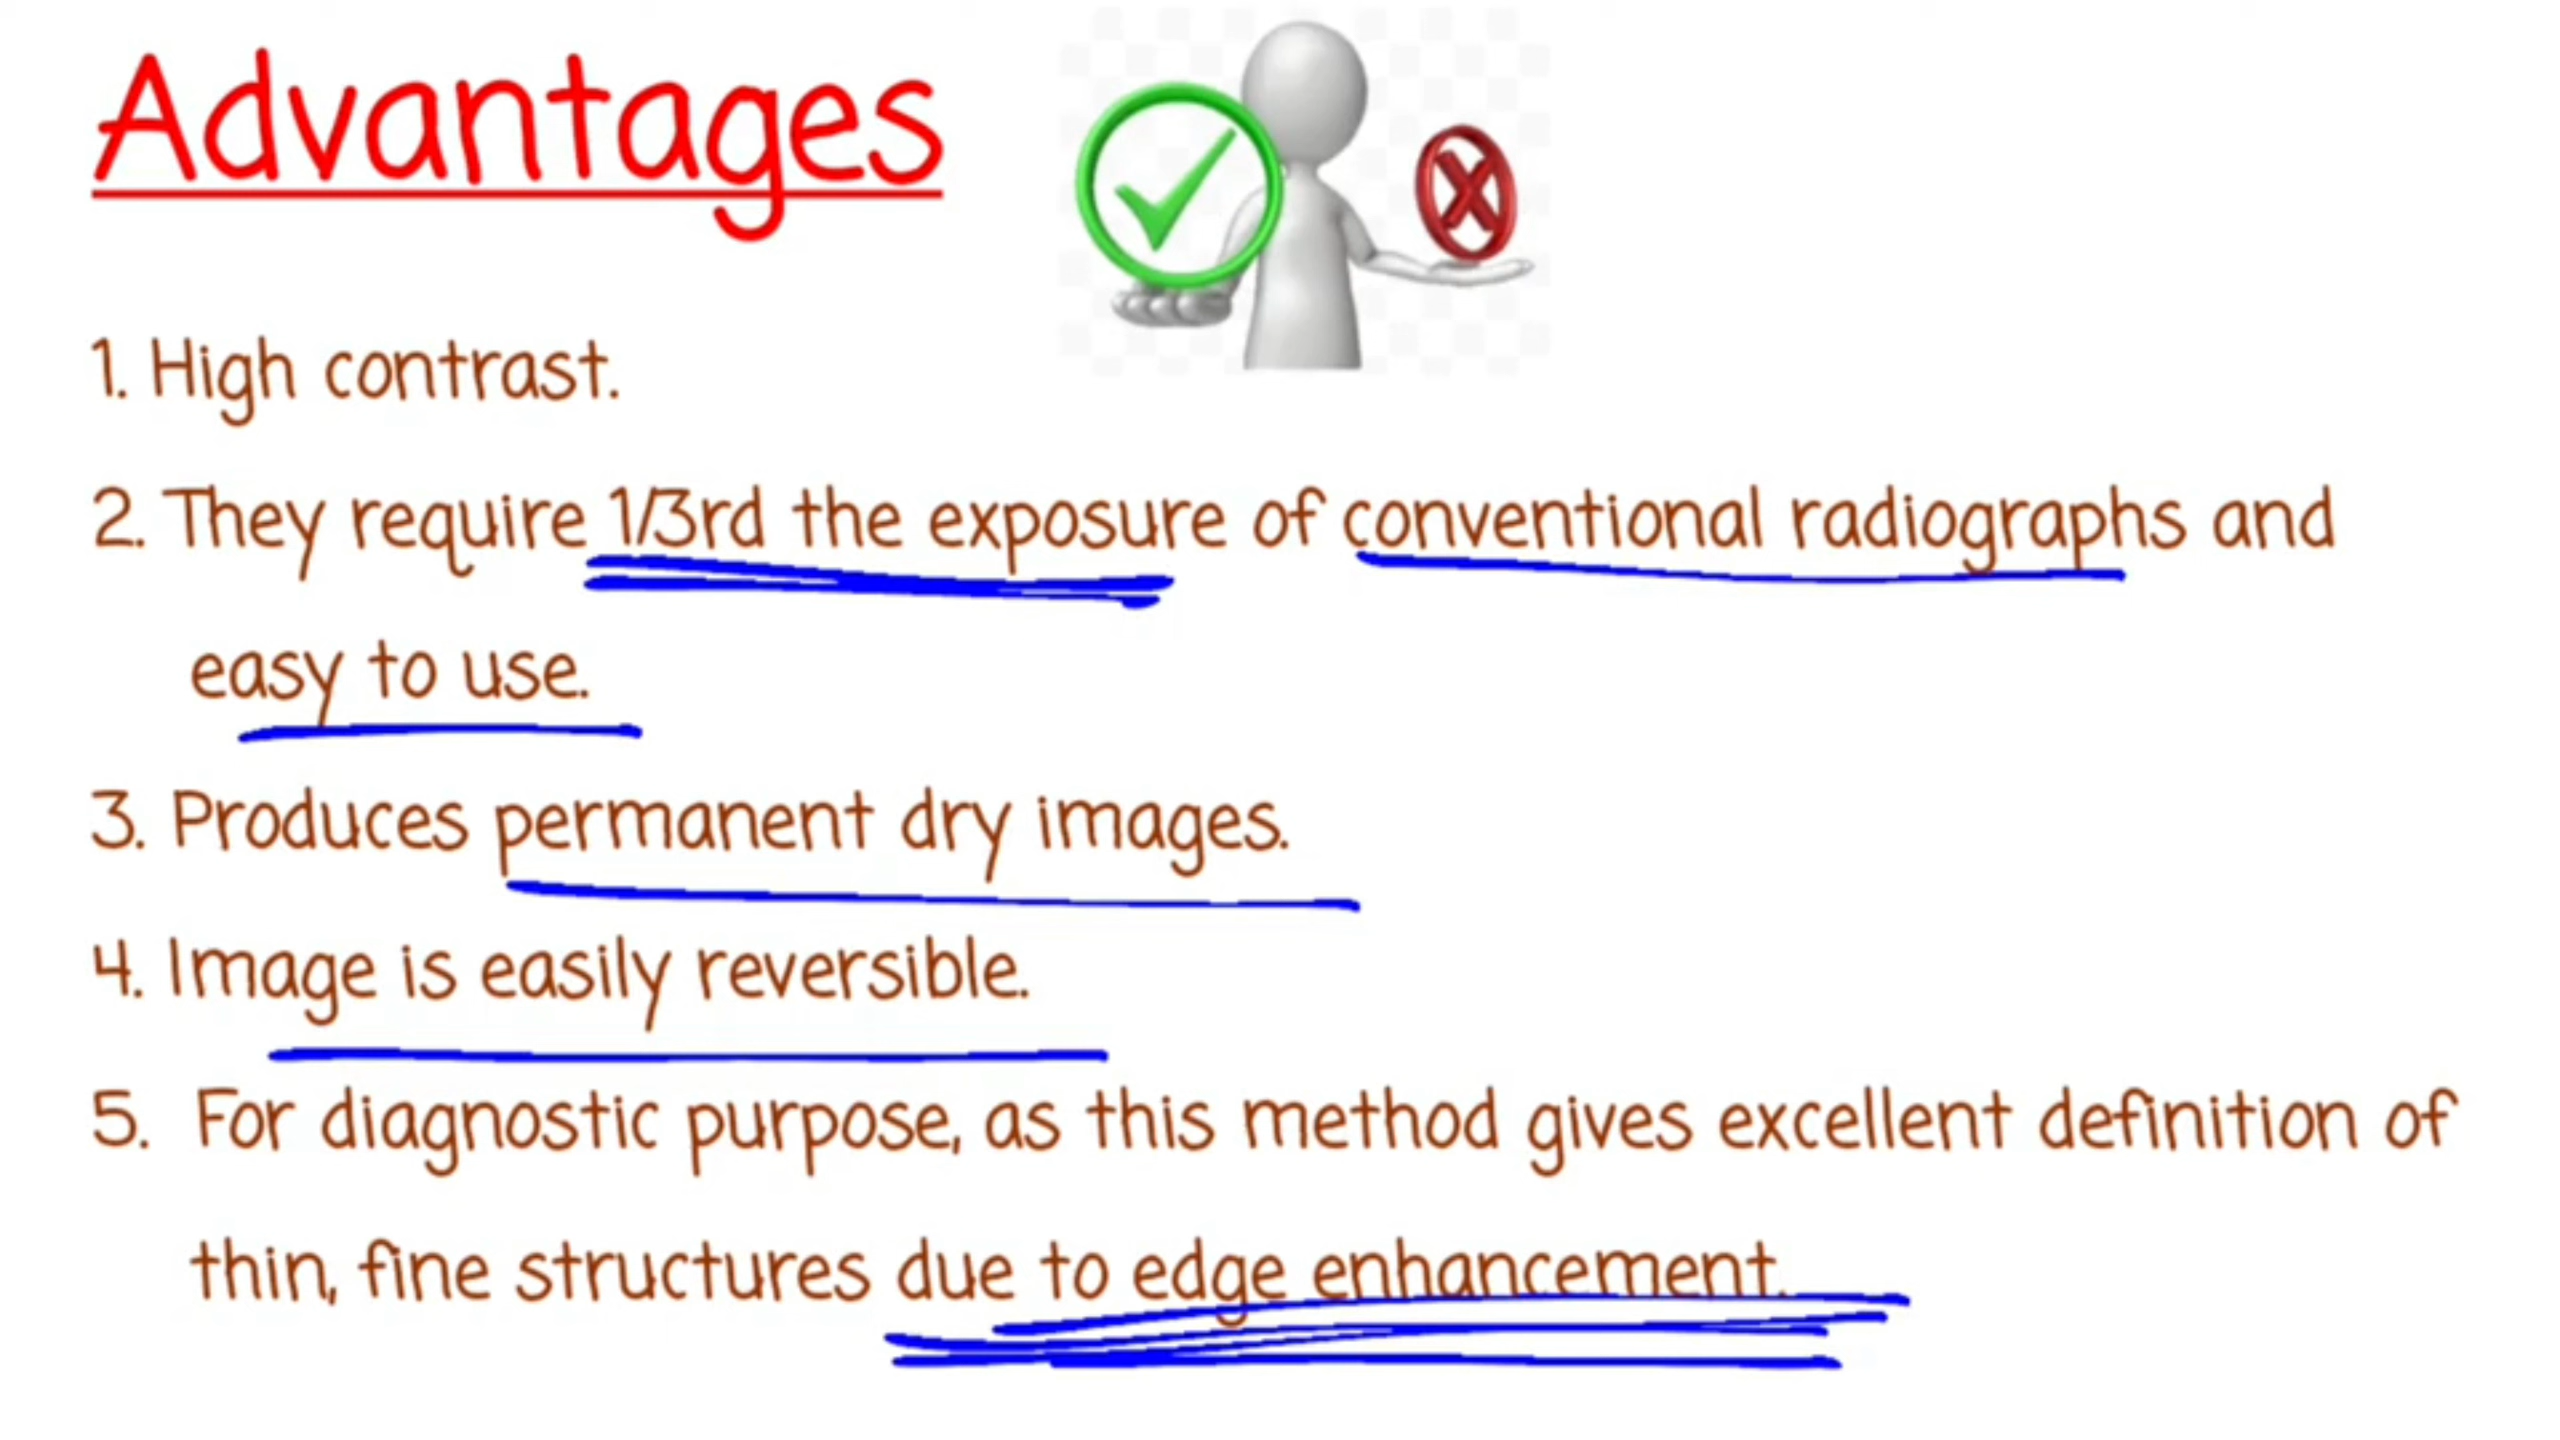 Advantages
1. High contrast.
2. They require 1/3rd the exposure of conventional radiographs and
easy to use.
3. Produces permanent dry images.
4. Image is easily reversible.
5. For diagnostic purpose, as this method gives excellent definition of
thin, fine structures due to edge enhancement.